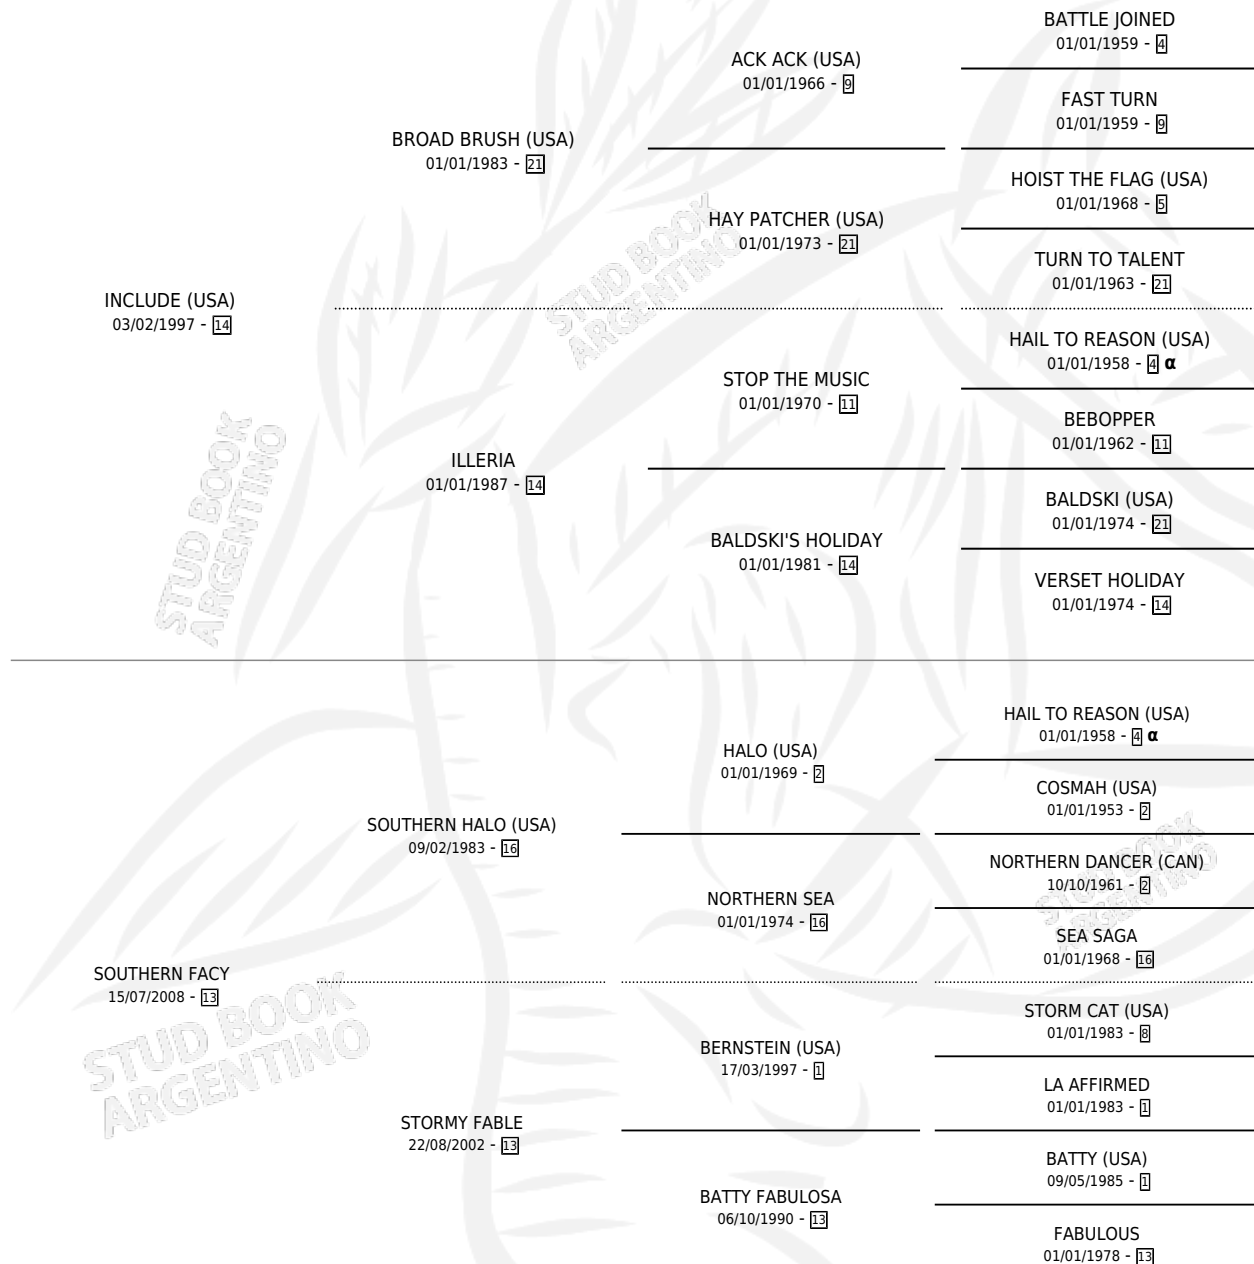 BATTLE JOINED
01/01/1959 - 4
ACK ACK (USA)
01/01/1966 - 9
FAST TURN
01/01/1959 - 9
BROAD BRUSH (USA)
01/01/1983 - 21
HOIST THE FLAG (USA)
01/01/1968 - 5
HAY PATCHER (USA)
01/01/1973 - 21
TURN TO TALENT
01/01/1963 - 21
INCLUDE (USA)
03/02/1997 - 14
HAIL TO REASON (USA)
01/01/1958 - 4 α
STOP THE MUSIC
01/01/1970 - 11
BEBOPPER
01/01/1962 - 11
ILLERIA
01/01/1987 - 14
BALDSKI (USA)
01/01/1974 - 21
BALDSKI'S HOLIDAY
01/01/1981 - 14
VERSET HOLIDAY
01/01/1974 - 14
HAIL TO REASON (USA)
01/01/1958 - 4 α
HALO (USA)
01/01/1969 - 2
COSMAH (USA)
01/01/1953 - 2
SOUTHERN HALO (USA)
09/02/1983 - 16
NORTHERN DANCER (CAN)
10/10/1961 - 2
NORTHERN SEA
01/01/1974 - 16
SEA SAGA
01/01/1968 - 16
SOUTHERN FACY
15/07/2008 - 13
STORM CAT (USA)
01/01/1983 - 8
BERNSTEIN (USA)
17/03/1997 - 1
LA AFFIRMED
01/01/1983 - 1
STORMY FABLE
22/08/2002 - 13
BATTY (USA)
09/05/1985 - 1
BATTY FABULOSA
06/10/1990 - 13
FABULOUS
01/01/1978 - 13
STUD BOOK
ARGENTINO
STUD BOOK
ARGENTINO
STUD BOOK
ARGENTINO
STUD BOOK
ARGENTINO